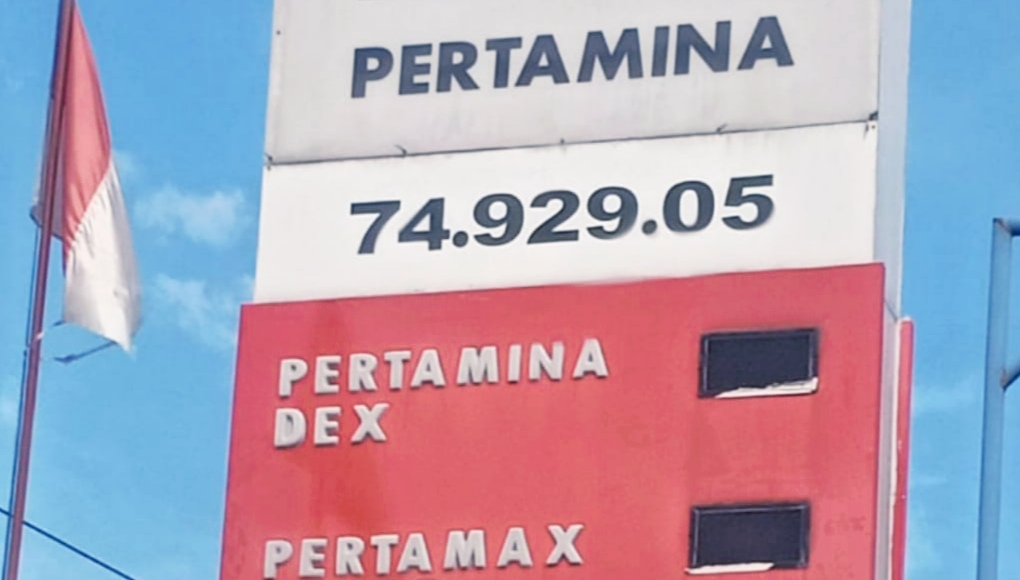 PERTAMINA
74.929.05
PERTAMINA
DEX
PERTAMAX